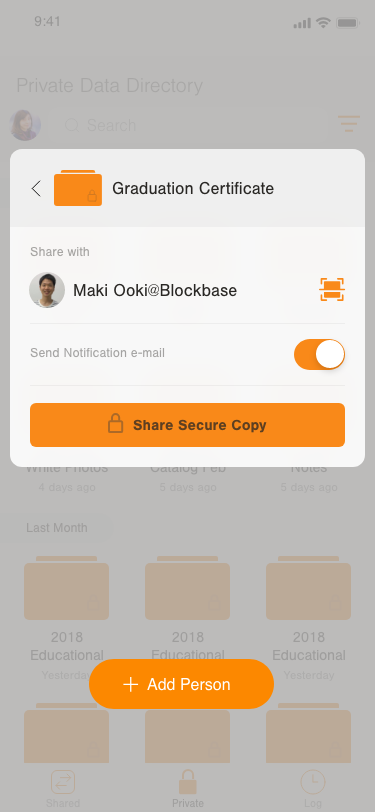 9:41
Private Data Directory
Search
Graduation Certificate
Share with
Maki Ooki@Blockbase
Send Notification e-mail
Share Secure Copy
White Photos
Catalog Feb
Notes
4 days ago
5 days ago
5 days ago
Last Month
2018
Educational
2018
Educational
2018
Educational
Yesterday
Yesterday
Add Person
Shared
Private
Log